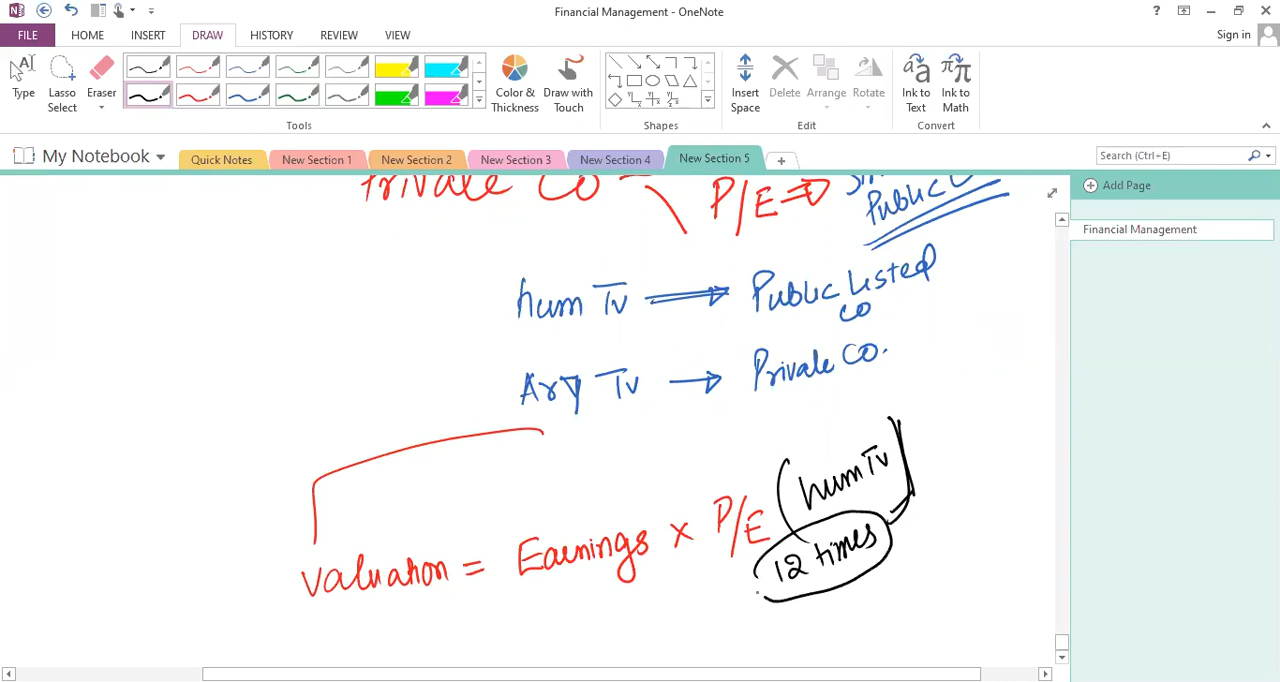 Financial Management - OneNote
?
FILE HOME INSERT DRAW HISTORY REVIEW VIEW
Sign in
Type
Lasso Select
Eraser
Color & Thickness
Draw with Touch
Insert Space
Delete
Arrange
Rotate
Ink to Text
Ink to Math
Tools
Shapes
Edit
Convert
My Notebook
Quick Notes New Section 1 New Section 2 New Section 3 New Section 4 New Section 5
Search (Ctrl+E)
Add Page
Financial Management
Private Co
P/E
Public
hum Tv Public Listed
co
Ary Tv Private Co.
(hum Tv)
valuation = Earnings × P/E
12 times